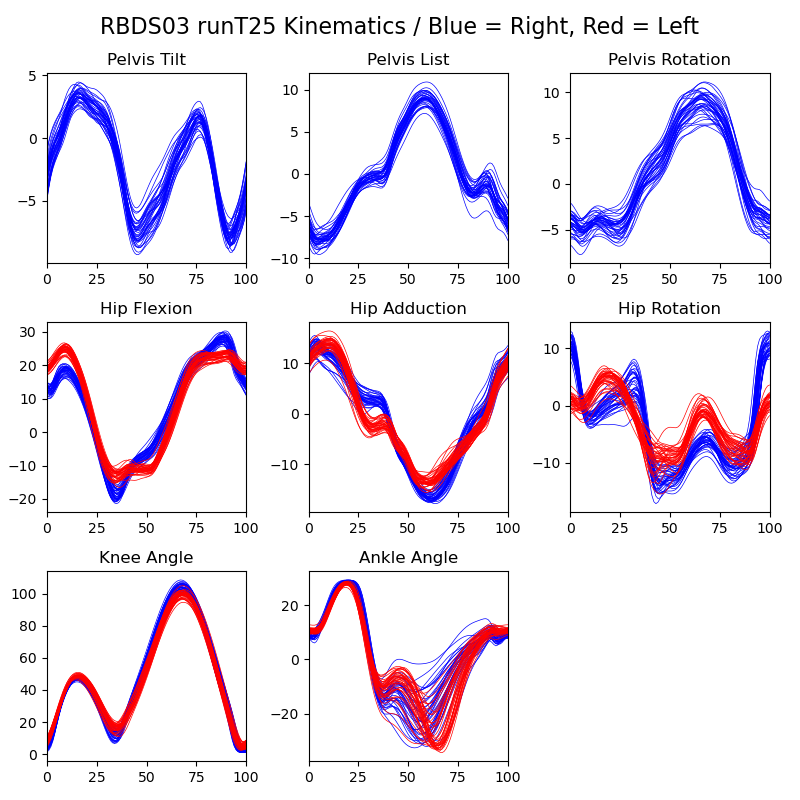 RBDS03 runT25 Kinematics / Blue = Right, Red = Left
Pelvis Tilt
Pelvis List
Pelvis Rotation
5
0
−5
0 25 50 75 100
10
5
0
−5
−10
0 25 50 75 100
10
5
0
−5
0 25 50 75 100
Hip Flexion
Hip Adduction
Hip Rotation
30
20
10
0
−10
−20
0 25 50 75 100
10
0
−10
0 25 50 75 100
10
0
−10
0 25 50 75 100
Knee Angle
Ankle Angle
100
80
60
40
20
0
0 25 50 75 100
20
0
−20
0 25 50 75 100